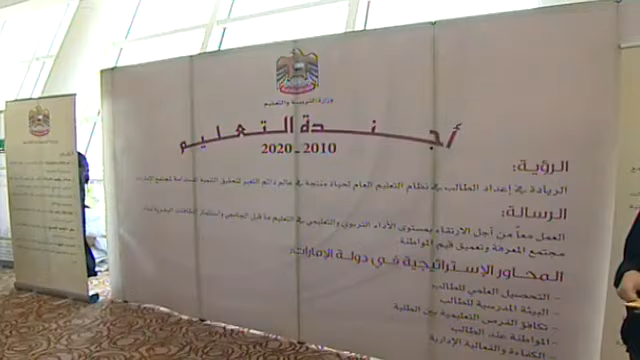 وزارة التربية والتعليم
أجندة التعليم
2010 - 2020
الرؤية:
الريادة في إعداد الطالب في نظام التعليم العام لحياة منتجة في عالم دائم التغير لتحقيق التنمية المستدامة لمجتمع الإمارات
الرسالة:
العمل معاً من أجل الارتقاء بمستوى الأداء التربوي والتعليمي في التعليم ما قبل الجامعي واستثمار الطاقات البشرية لبناء
مجتمع المعرفة وتعميق قيم المواطنة.
المحاور الإستراتيجية في دولة الإمارات:
- التحصيل العلمي للطالب
- البيئة المدرسية للطالب
- تكافؤ الفرص التعليمية بين الطلبة
- المواطنة عند الطالب
- الكفاءة والفعالية الإدارية